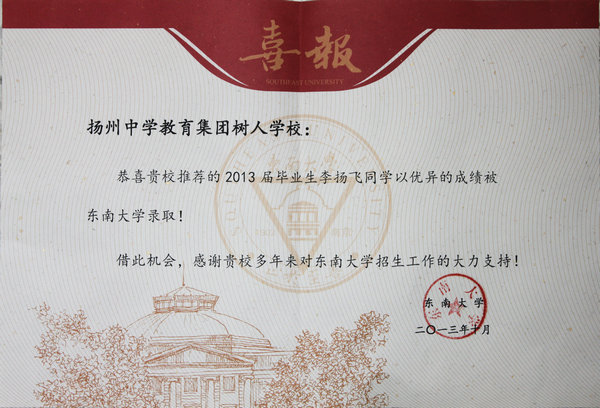 喜報
SOUTHEAST UNIVERSITY
扬州中学教育集团树人学校：
恭喜贵校推荐的2013届毕业生李扬飞同学以优异的成绩被
东南大学录取！
借此机会，感谢贵校多年来对东南大学招生工作的大力支持！
东南大学
二〇一三年十月